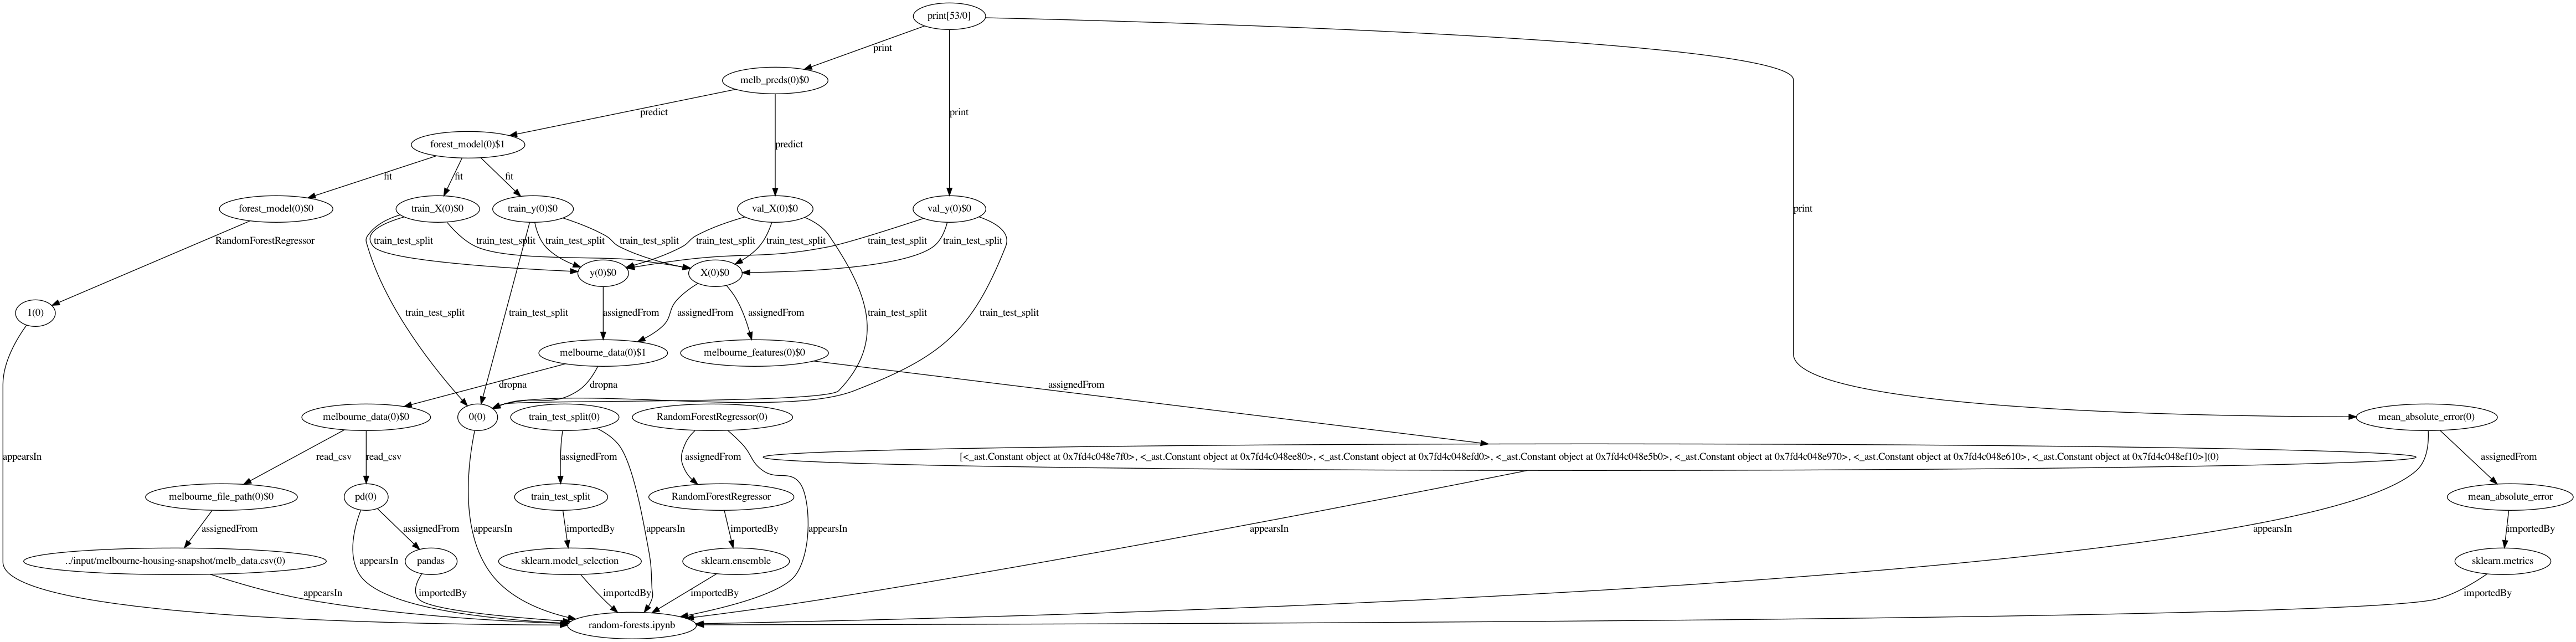 print[53/0]
print
melb_preds(0)$0
predict
print
forest_model(0)$1
predict
fit
fit
fit
forest_model(0)$0
train_X(0)$0
train_y(0)$0
val_X(0)$0
val_y(0)$0
print
RandomForestRegressor
train_test_split
train_test_split
train_test_split
train_test_split
train_test_split
train_test_split
train_test_split
train_test_split
y(0)$0
X(0)$0
1(0)
train_test_split
train_test_split
assignedFrom
assignedFrom
assignedFrom
train_test_split
train_test_split
melbourne_data(0)$1
melbourne_features(0)$0
dropna
dropna
assignedFrom
melbourne_data(0)$0
0(0)
train_test_split(0)
RandomForestRegressor(0)
mean_absolute_error(0)
appearsIn
read_csv
read_csv
assignedFrom
assignedFrom
[<_ast.Constant object at 0x7fd4c048e7f0>, <_ast.Constant object at 0x7fd4c048ee80>, <_ast.Constant object at 0x7fd4c048efd0>, <_ast.Constant object at 0x7fd4c048e5b0>, <_ast.Constant object at 0x7fd4c048e970>, <_ast.Constant object at 0x7fd4c048e610>, <_ast.Constant object at 0x7fd4c048ef10>](0)
assignedFrom
melbourne_file_path(0)$0
pd(0)
train_test_split
RandomForestRegressor
mean_absolute_error
assignedFrom
assignedFrom
appearsIn
importedBy
appearsIn
importedBy
appearsIn
appearsIn
appearsIn
importedBy
../input/melbourne-housing-snapshot/melb_data.csv(0)
appearsIn
pandas
sklearn.model_selection
sklearn.ensemble
sklearn.metrics
appearsIn
importedBy
importedBy
importedBy
importedBy
random-forests.ipynb